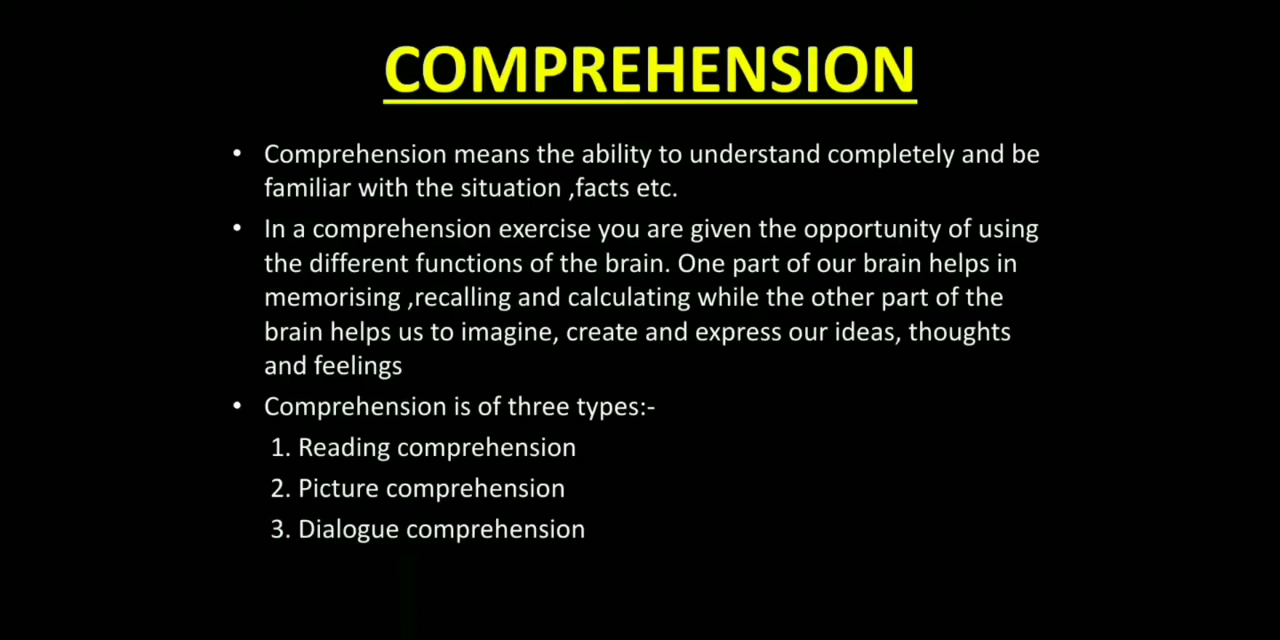 COMPREHENSION
• Comprehension means the ability to understand completely and be
familiar with the situation ,facts etc.
• In a comprehension exercise you are given the opportunity of using
the different functions of the brain. One part of our brain helps in
memorising ,recalling and calculating while the other part of the
brain helps us to imagine, create and express our ideas, thoughts
and feelings
• Comprehension is of three types:-
1. Reading comprehension
2. Picture comprehension
3. Dialogue comprehension